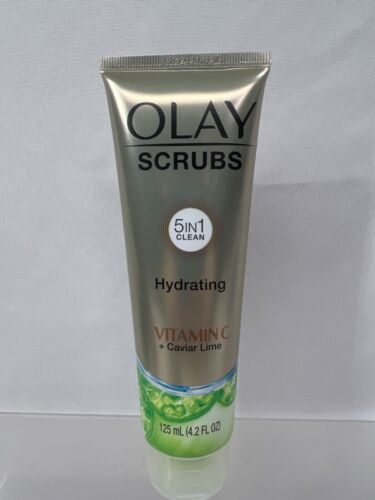 OLAY
SCRUBS
5IN1
CLEAN
Hydrating
VITAMIN C
+ Caviar Lime
125 mL (4.2 FL OZ)